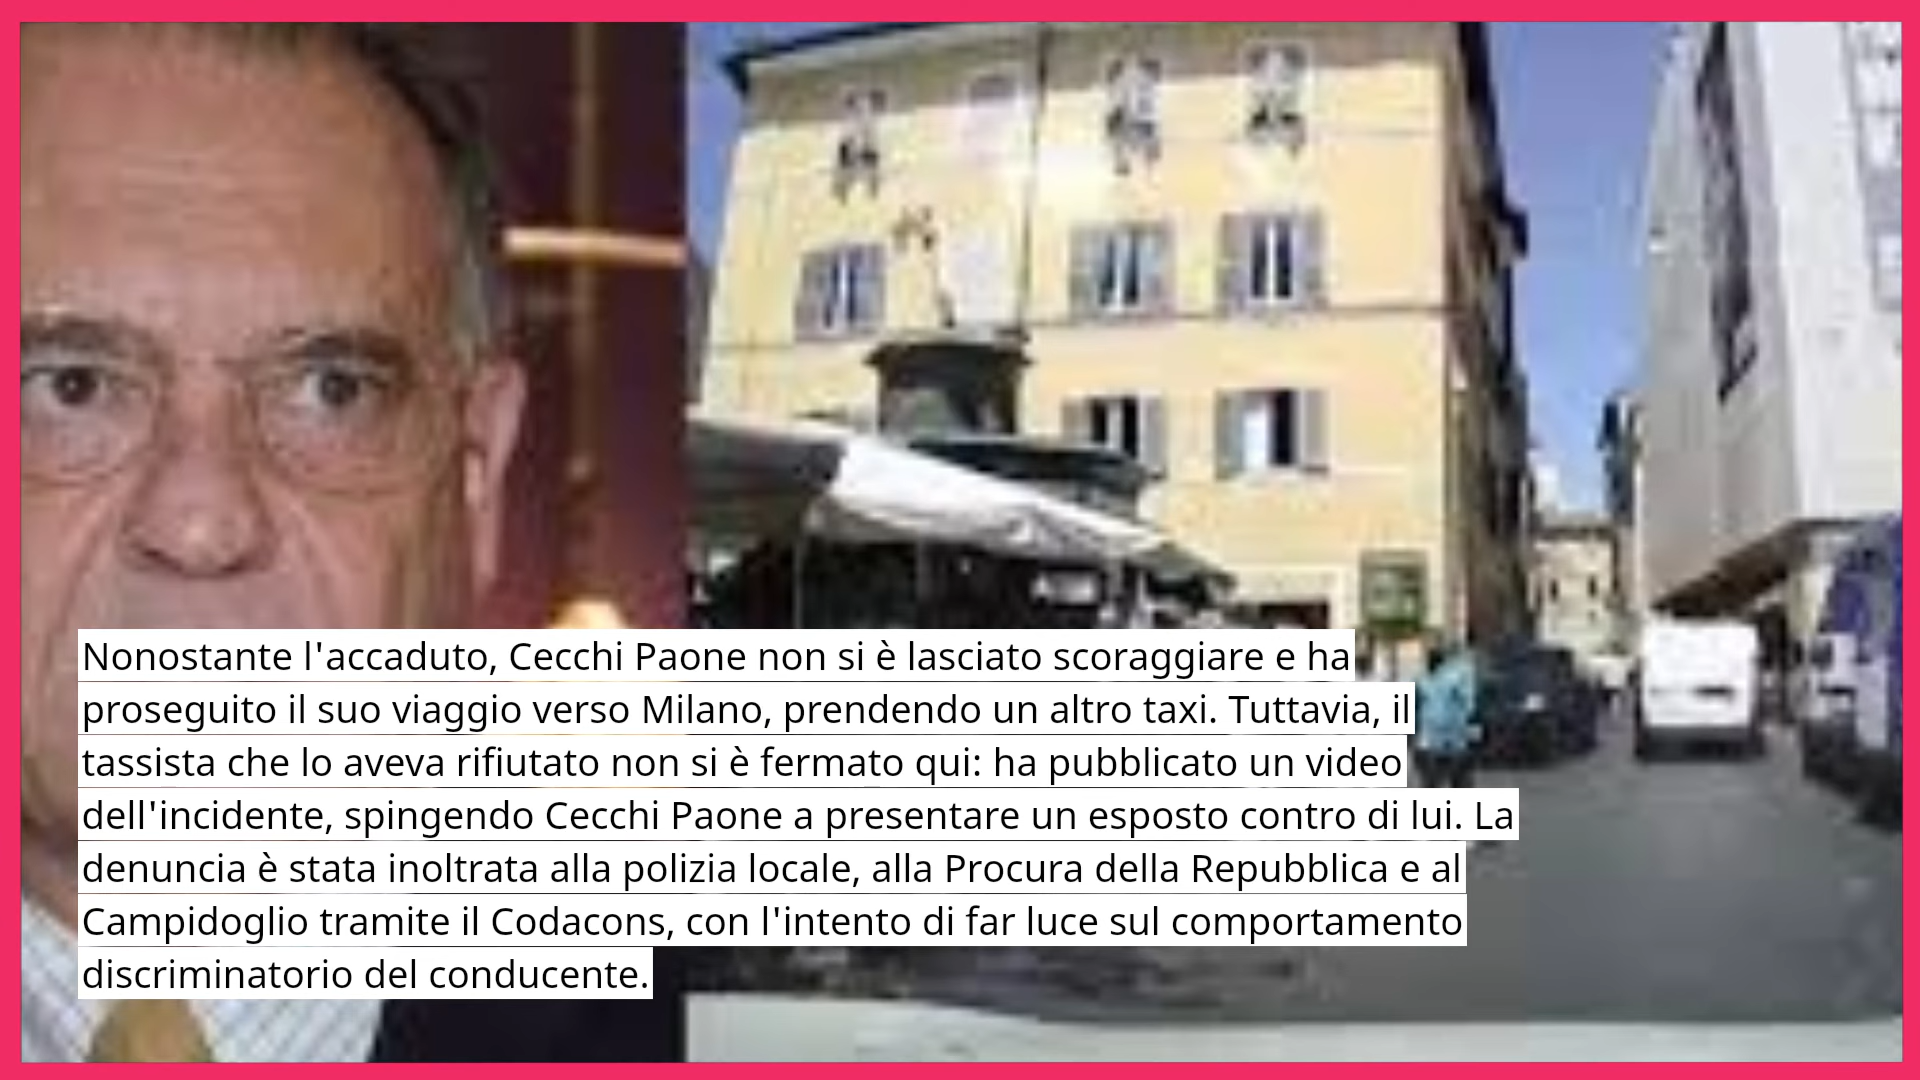 Nonostante l'accaduto, Cecchi Paone non si è lasciato scoraggiare e ha
proseguito il suo viaggio verso Milano, prendendo un altro taxi. Tuttavia, il
tassista che lo aveva rifiutato non si è fermato qui: ha pubblicato un video
dell'incidente, spingendo Cecchi Paone a presentare un esposto contro di lui. La
denuncia è stata inoltrata alla polizia locale, alla Procura della Repubblica e al
Campidoglio tramite il Codacons, con l'intento di far luce sul comportamento
discriminatorio del conducente.